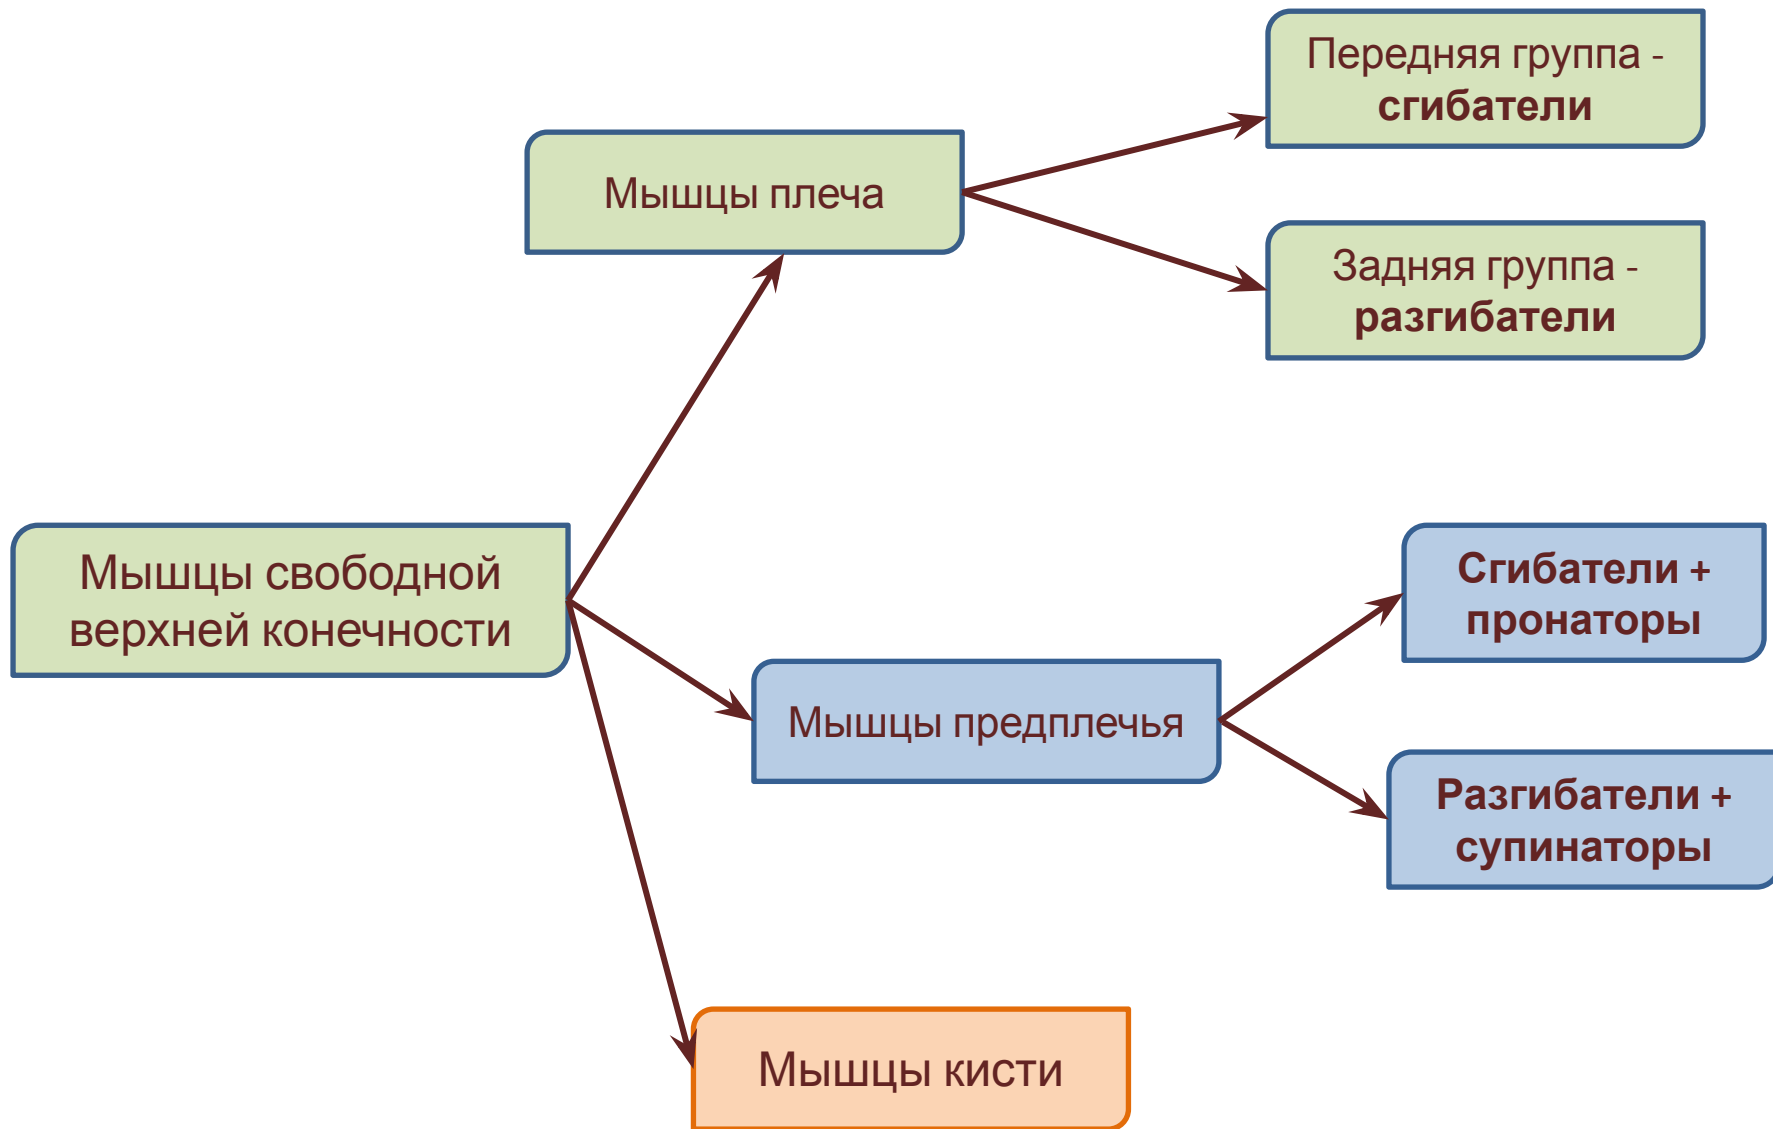 Передняя группа -
сгибатели
Мышцы плеча
Задняя группа -
разгибатели
Мышцы свободной
верхней конечности
Сгибатели +
пронаторы
Мышцы предплечья
Разгибатели +
супинаторы
Мышцы кисти